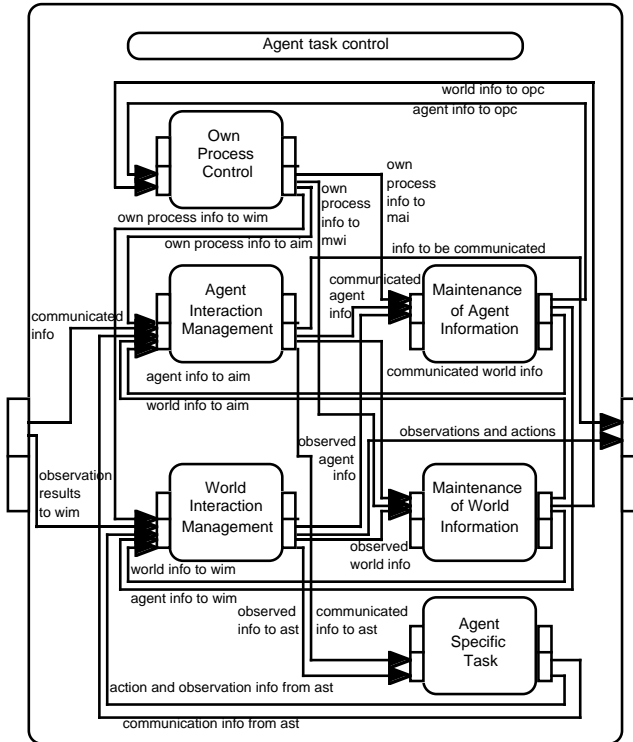 Agent task control
world info to opc
agent info to opc
Own
Process
Control
own
process
info to
mai
own
process
info to
mwi
own process info to wim
own process info to aim
info to be communicated
communicated
agent
info
Agent
Interaction
Management
Maintenance
of Agent
Information
communicated
info
agent info to aim
communicated world info
world info to aim
observations and actions
observed
agent
info
observation
results
to wim
World
Interaction
Management
Maintenance
of World
Information
observed
world info
world info to wim
agent info to wim
observed
info to ast
communicated
info to ast
Agent
Specific
Task
action and observation info from ast
communication info from ast